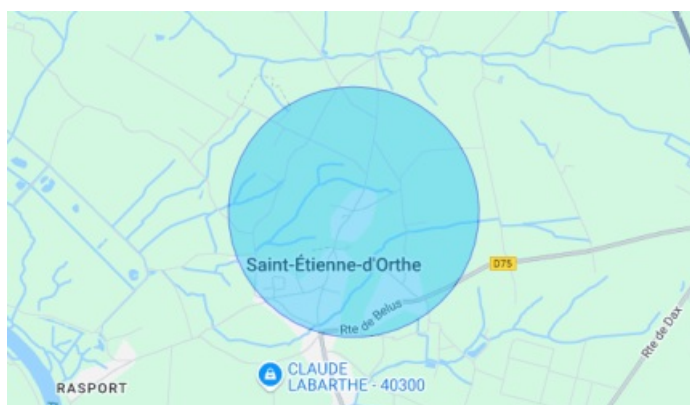 Saint-Étienne-d'Orthe
D75
Rte de Belus
Rte de Dax
CLAUDE
LABARTHE - 40300
RASPORT